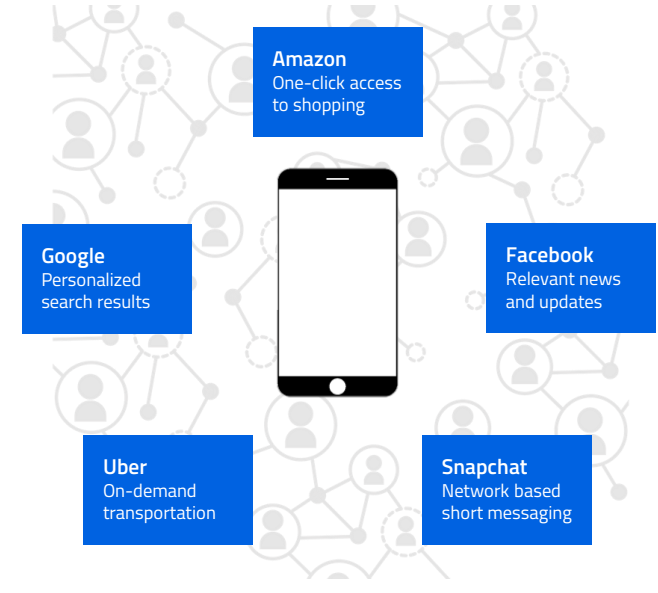 Amazon
One-click access
to shopping
Google
Personalized
search results
Facebook
Relevant news
and updates
Uber
On-demand
transportation
Snapchat
Network based
short messaging